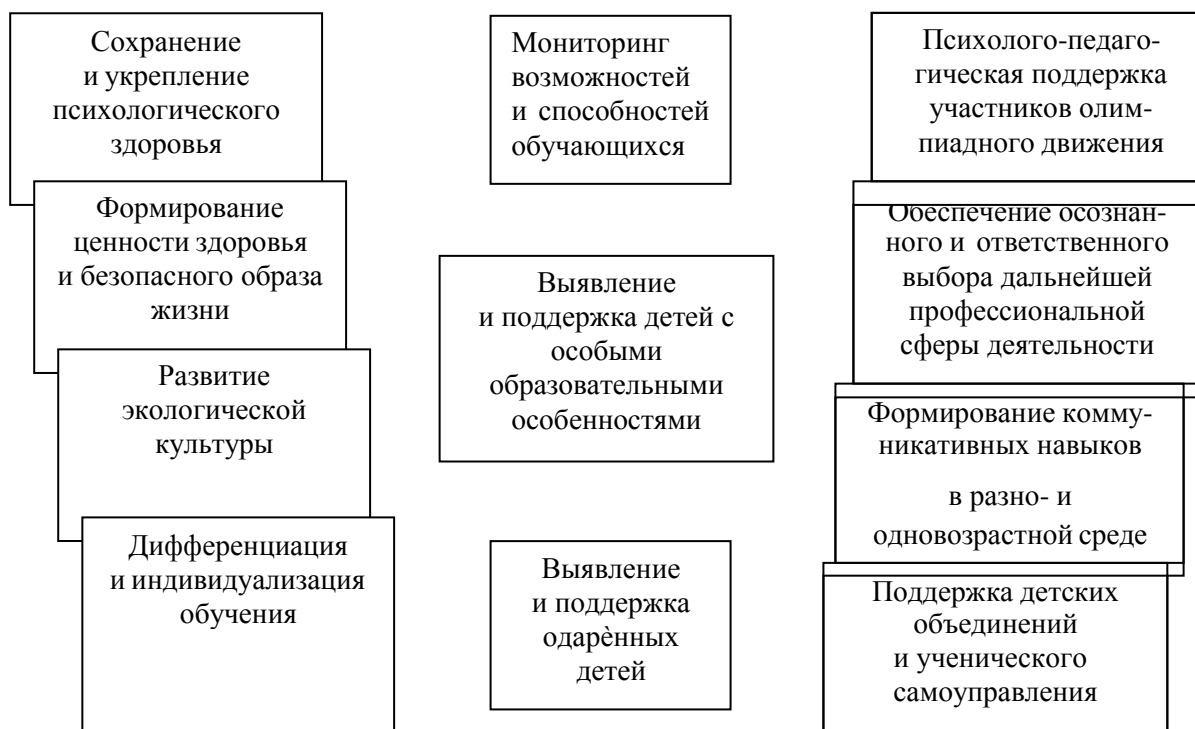 Сохранение
и укрепление
психологического
здоровья
Формирование
ценности здоровья
и безопасного образа
жизни
Развитие
экологической
культуры
Дифференциация
и индивидуализация
обучения
Мониторинг
возможностей
и способностей
обучающихся
Выявление
и поддержка детей с
особыми
образовательными
особенностями
Выявление
и поддержка
одарѐнных
детей
Психолого-педаго-
гическая поддержка
участников олим-
пиадного движения
Обеспечение осознан-
ного и ответственного
выбора дальнейшей
профессиональной
сферы деятельности
Формирование комму-
никативных навыков
в разно- и
одновозрастной среде
Поддержка детских
объединений
и ученического
самоуправления